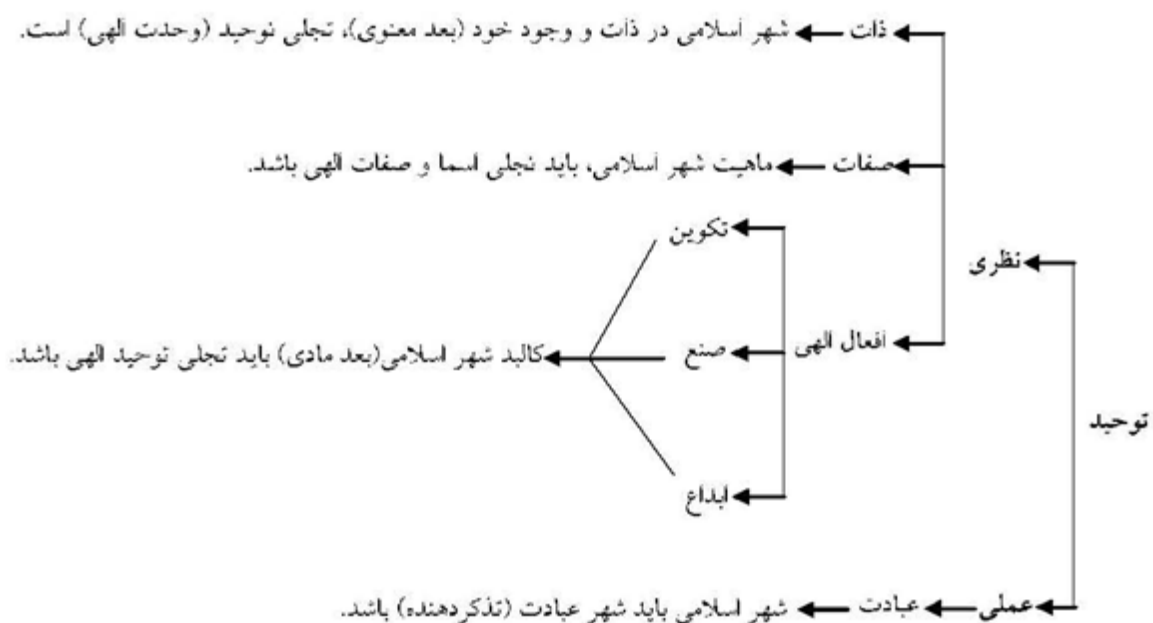 ذات شهر اسلامی در ذات و وجود خود (بعد معنوی)، تجلی توحید (وحدت الهی) است.
صفات ماهیت شهر اسلامی، باید تجلی اسما و صفات الهی باشد.
تکوین
نظری
افعال الهی صنع کالبد شهر اسلامی(بعد مادی) باید تجلی توحید الهی باشد.
توحید
ابداع
عملی عبادت شهر اسلامی باید شهر عبادت (تذکردهنده) باشد.